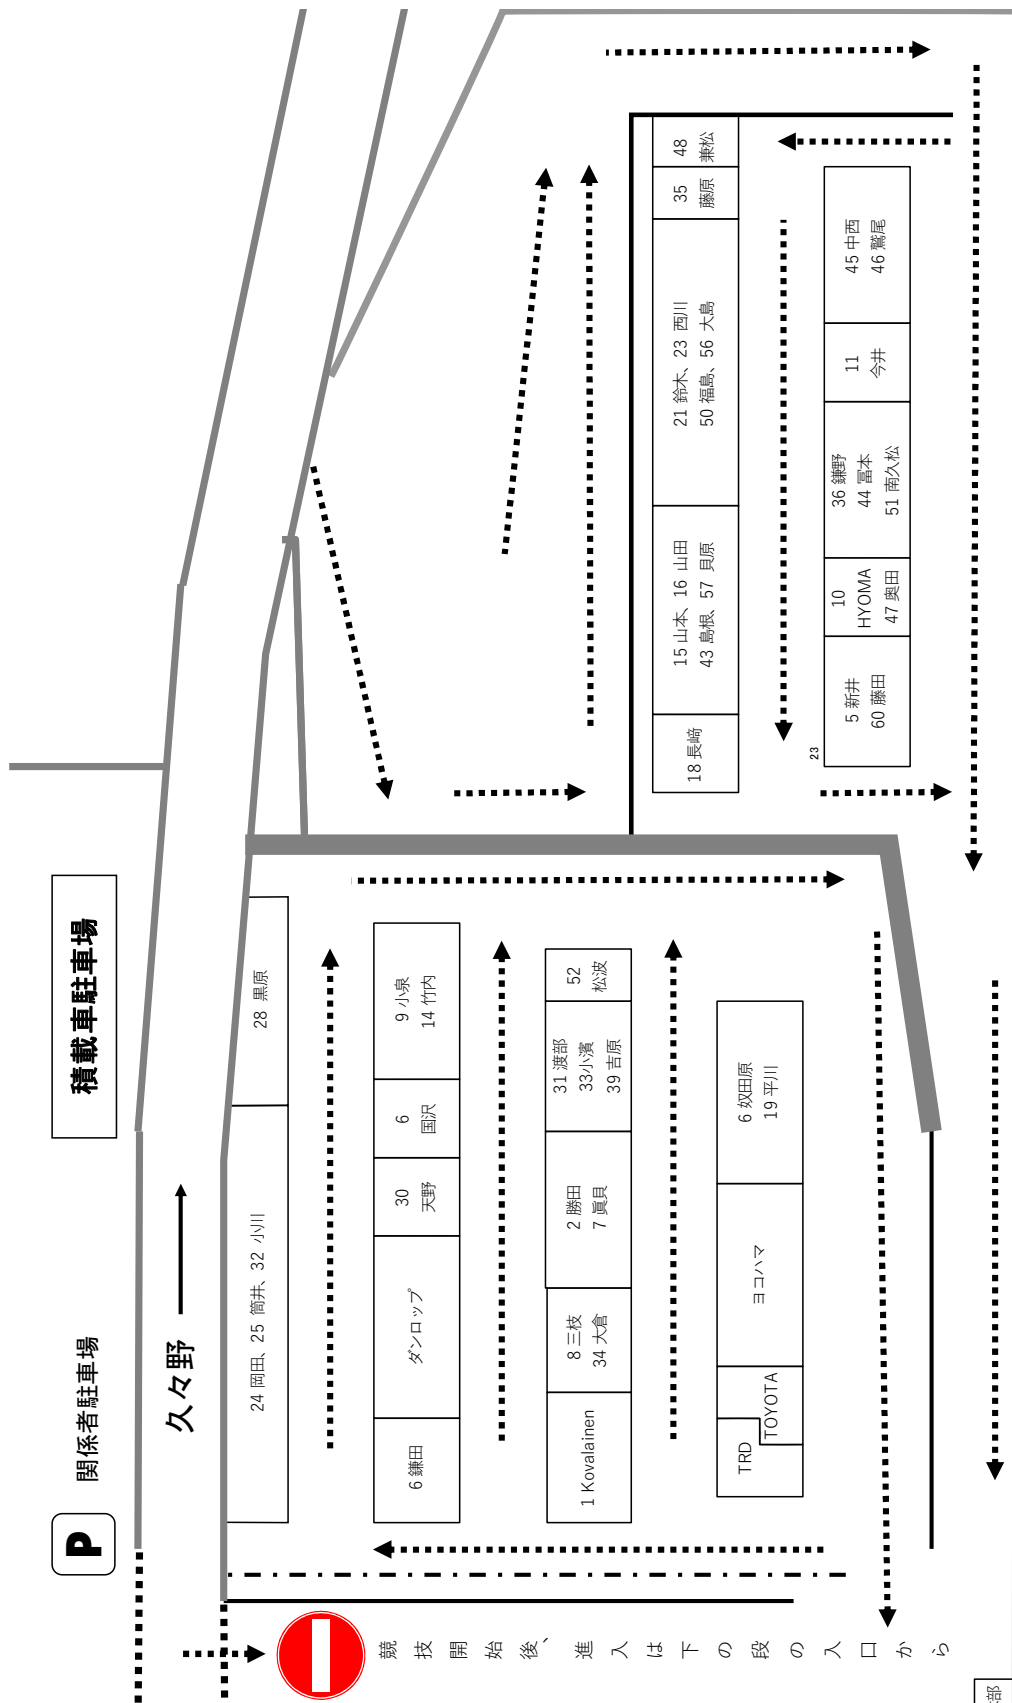 積載車駐車場
P 関係者駐車場
久々野
24 岡田、25 筒井、32 小川
28 黒原
6 鎌田
ダンロップ
30
天野
6
国沢
9 小泉
14 竹内
1 Kovalainen
8 三枝
34 大倉
2 勝田
7 眞貝
31 渡部
33小濱
39 吉原
52
松波
TRD
TOYOTA
ヨコハマ
6 奴田原
19 平川
18 長﨑
15 山本、16 山田
43 島根、57 貝原
21 鈴木、23 西川
50 福島、56 大島
35
藤原
48
兼松
23
5 新井
60 藤田
10
HYOMA
47 奥田
36 鎌野
44 冨本
51 南久松
11
今井
45 中西
46 鷲尾
競技開始後、進入は下の段の入口から
部